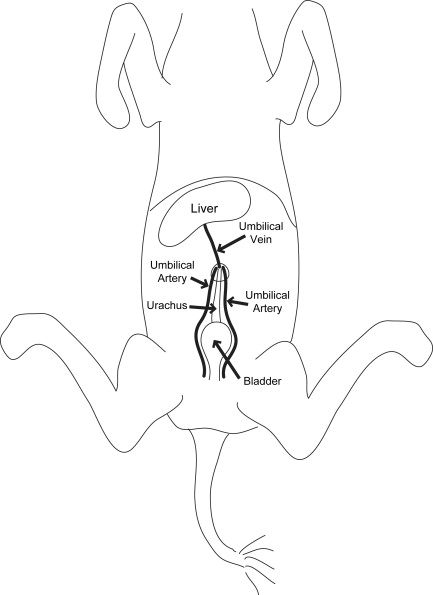 Liver
Umbilical
Vein
Umbilical
Artery
Urachus
Umbilical
Artery
Bladder